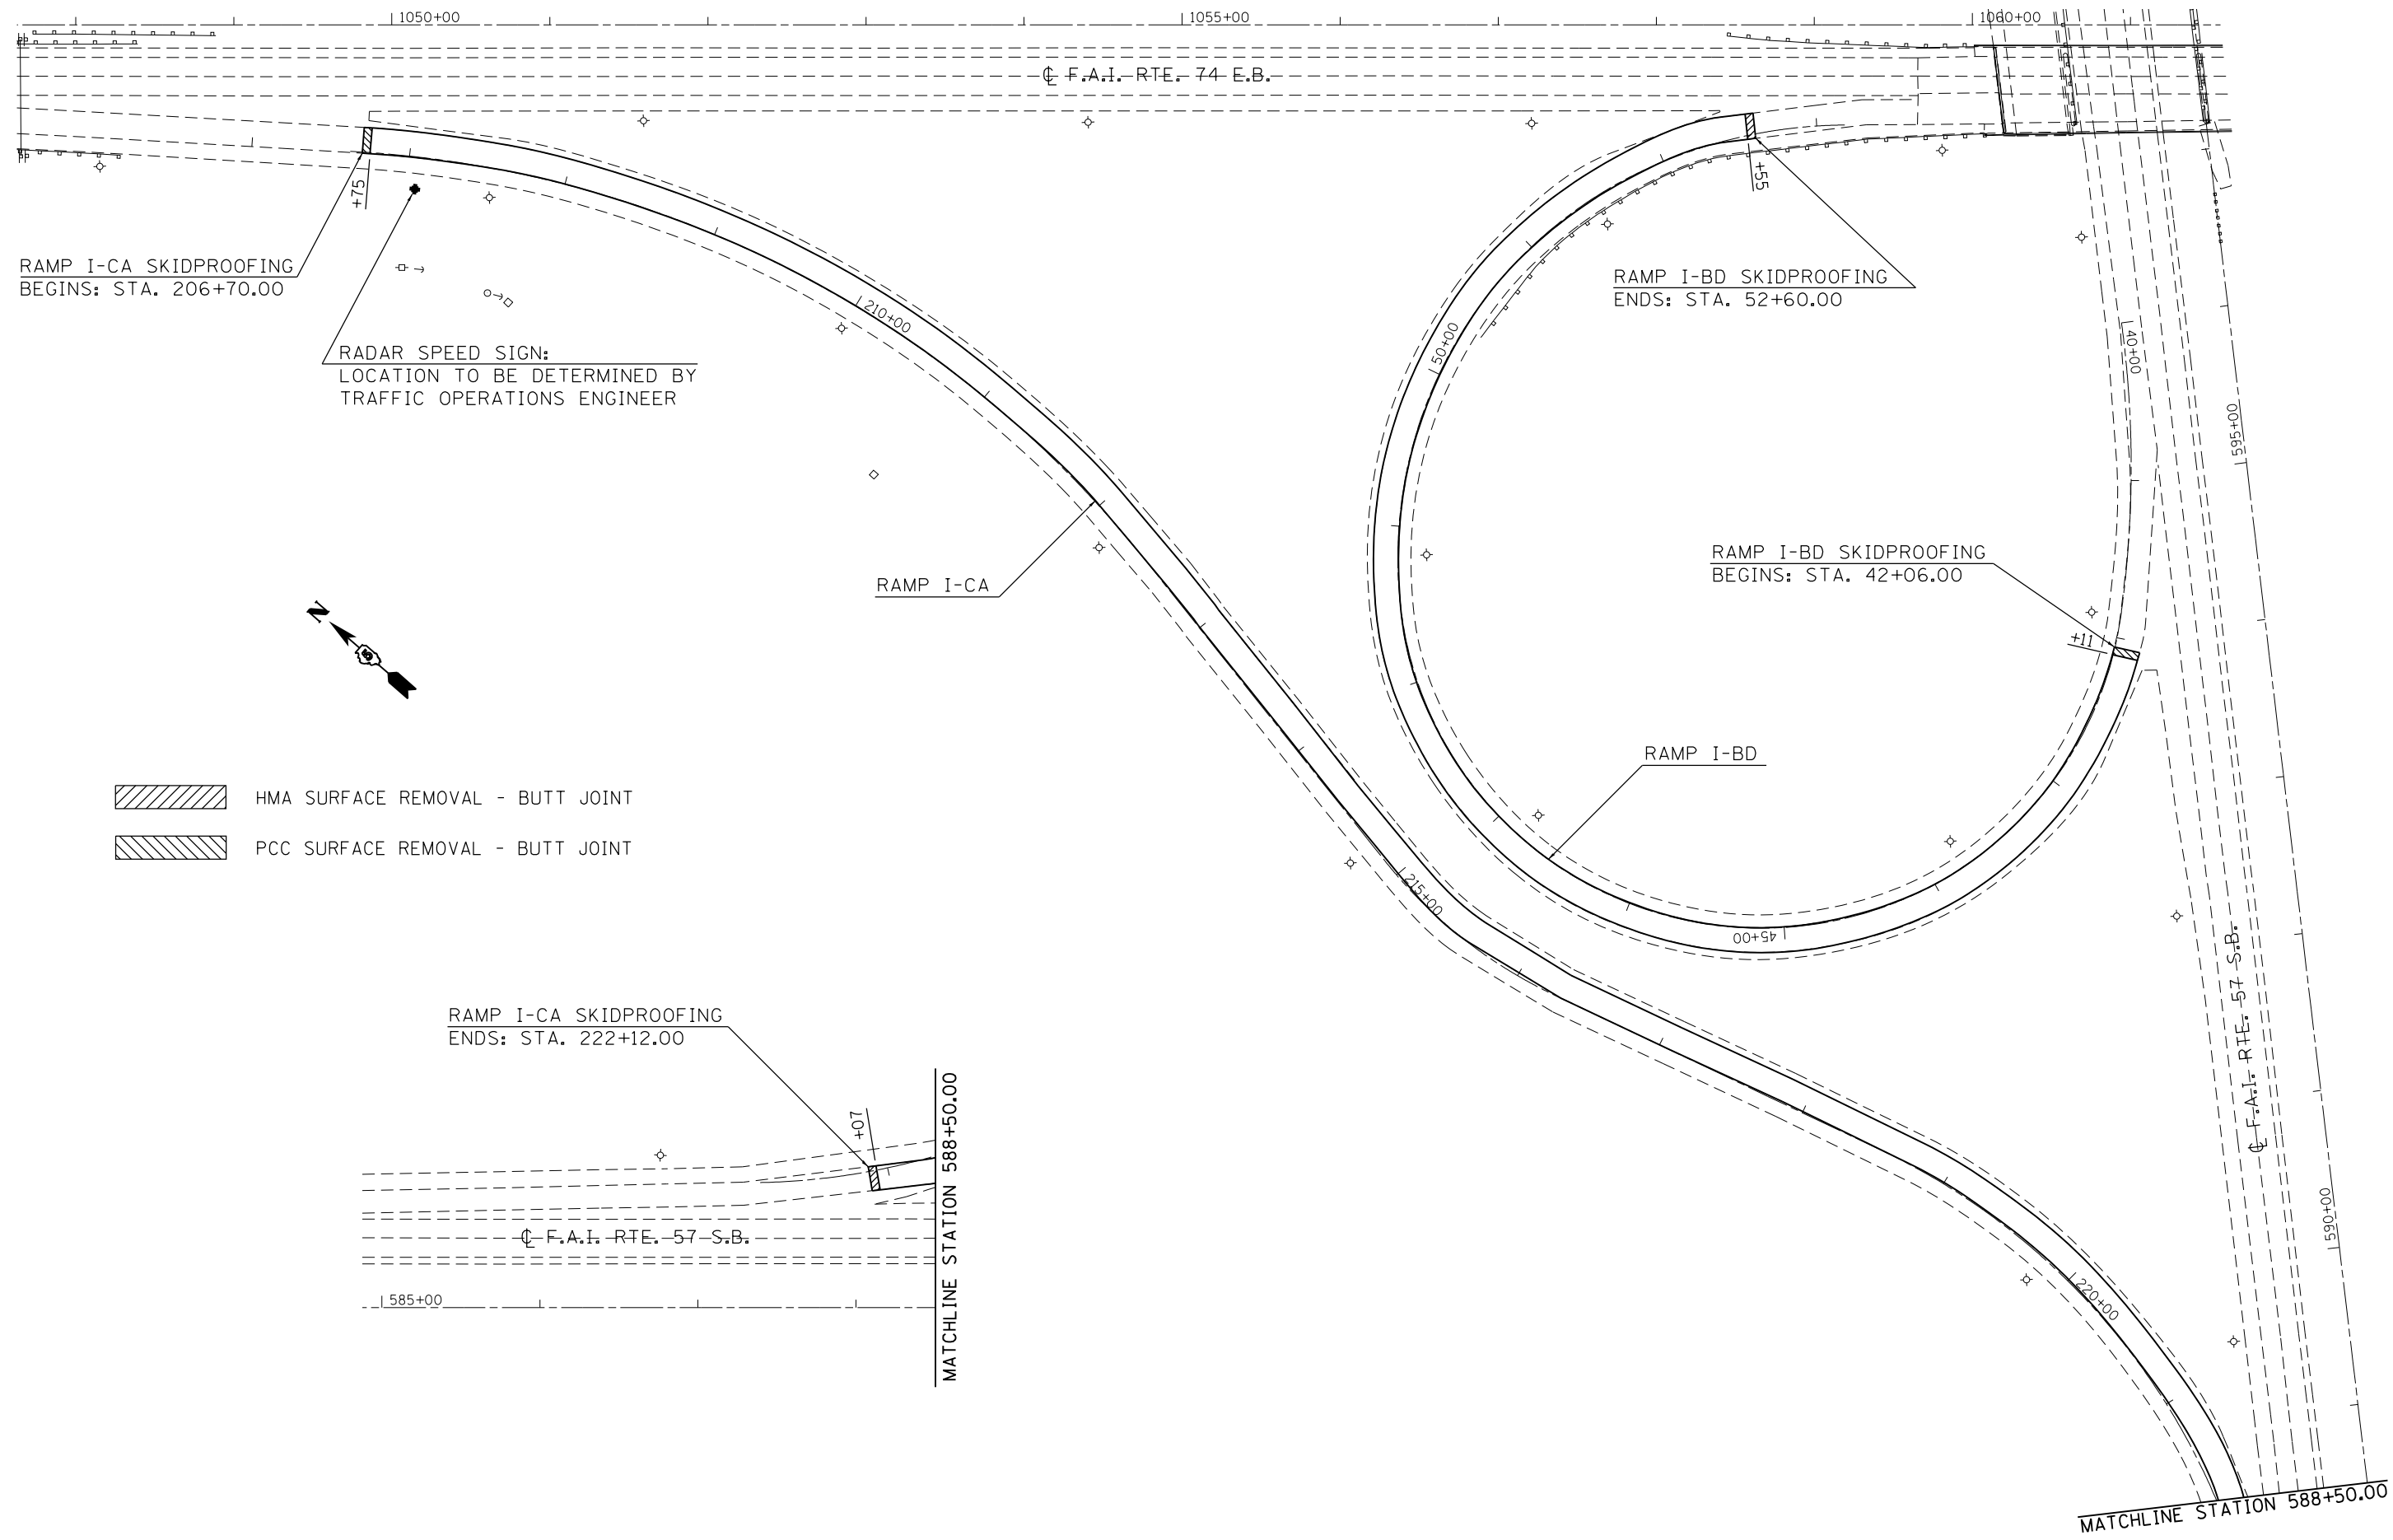 1050+00
1055+00
1060+00
℄ F.A.I. RTE. 74 E.B.
+75
+55
RAMP I-CA SKIDPROOFING
BEGINS: STA. 206+70.00
RAMP I-BD SKIDPROOFING
ENDS: STA. 52+60.00
210+00
50+00
40+00
RADAR SPEED SIGN:
LOCATION TO BE DETERMINED BY
TRAFFIC OPERATIONS ENGINEER
595+00
RAMP I-BD SKIDPROOFING
BEGINS: STA. 42+06.00
RAMP I-CA
N
5
+11
RAMP I-BD
HMA SURFACE REMOVAL - BUTT JOINT
PCC SURFACE REMOVAL - BUTT JOINT
215+00
45+00
℄ F.A.I. RTE. 57 S.B.
RAMP I-CA SKIDPROOFING
ENDS: STA. 222+12.00
+07
MATCHLINE STATION 588+50.00
℄ F.A.I. RTE. 57 S.B.
585+00
590+00
220+00
MATCHLINE STATION 588+50.00